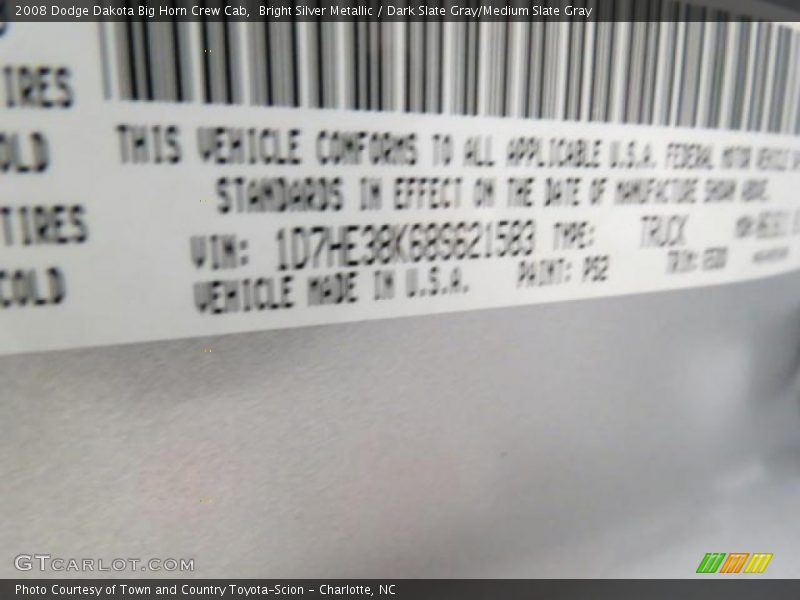 2008 Dodge Dakota Big Horn Crew Cab, Bright Silver Metallic / Dark Slate Gray/Medium Slate Gray
IRES
OLD
TIRES
COLD
THIS VEHICLE CONFORMS TO ALL APPLICABLE U.S.A. FEDERAL MOTOR VEHICLE
STANDARDS IN EFFECT ON THE DATE OF MANUFACTURE SHOWN ABOVE.
VIN: 1D7HE38K68S621583 TYPE: TRUCK
VEHICLE MADE IN U.S.A. PAINT: PS2 TRIM:
GTCARLOT.COM
Photo Courtesy of Town and Country Toyota-Scion - Charlotte, NC